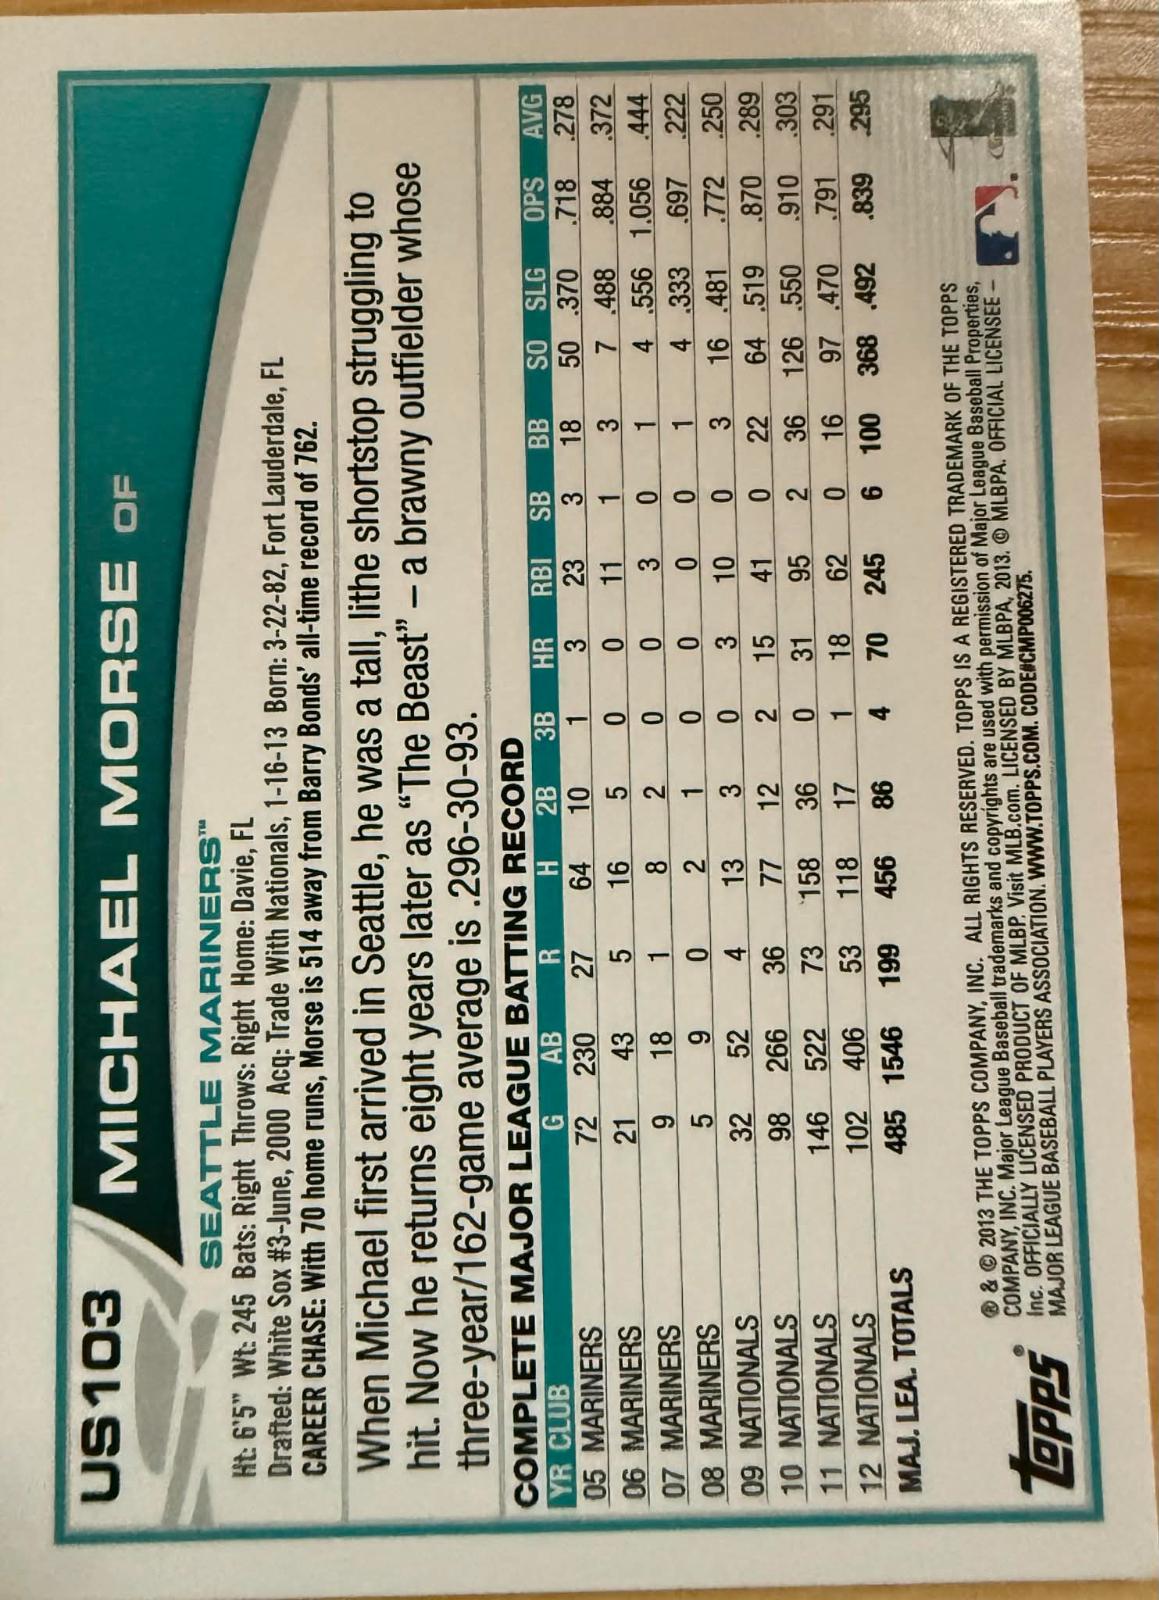 US103
MICHAEL MORSE OF
SEATTLE MARINERS™
Ht: 6'5" Wt: 245 Bats: Right Throws: Right Home: Davie, FL
Drafted: White Sox #3-June, 2000 Acq: Trade With Nationals, 1-16-13 Born: 3-22-82, Fort Lauderdale, FL
CAREER CHASE: With 70 home runs, Morse is 514 away from Barry Bonds' all-time record of 762.
When Michael first arrived in Seattle, he was a tall, lithe shortstop struggling to
hit. Now he returns eight years later as “The Beast” – a brawny outfielder whose
three-year/162-game average is .296-30-93.
COMPLETE MAJOR LEAGUE BATTING RECORD
YR CLUB G AB R H 2B 3B HR RBI SB BB SO SLG OPS AVG
05 MARINERS 72 230 27 64 10 1 3 23 3 18 50 .370 .718 .278
06 MARINERS 21 43 5 16 5 0 0 11 1 3 7 .488 .884 .372
07 MARINERS 9 18 1 8 2 0 0 3 0 1 4 .556 1.056 .444
08 MARINERS 5 9 0 2 1 0 0 0 0 1 4 .333 .697 .222
09 NATIONALS 32 52 4 13 3 0 3 10 0 3 16 .481 .772 .250
10 NATIONALS 98 266 36 77 12 2 15 41 0 22 64 .519 .870 .289
11 NATIONALS 146 522 73 158 36 0 31 95 2 36 126 .550 .910 .303
12 NATIONALS 102 406 53 118 17 1 18 62 0 16 97 .470 .791 .291
MAJ. LEA. TOTALS 485 1546 199 456 86 4 70 245 6 100 368 .492 .839 .295
topps®
® & © 2013 THE TOPPS COMPANY, INC. ALL RIGHTS RESERVED. TOPPS IS A REGISTERED TRADEMARK OF THE TOPPS
COMPANY, INC. Major League Baseball trademarks and copyrights are used with permission of Major League Baseball Properties,
Inc. OFFICIALLY LICENSED PRODUCT OF MLBP. Visit MLB.com. LICENSED BY MLBPA, 2013. © MLBPA. OFFICIAL LICENSEE –
MAJOR LEAGUE BASEBALL PLAYERS ASSOCIATION. WWW.TOPPS.COM. CODE#CMP006275.